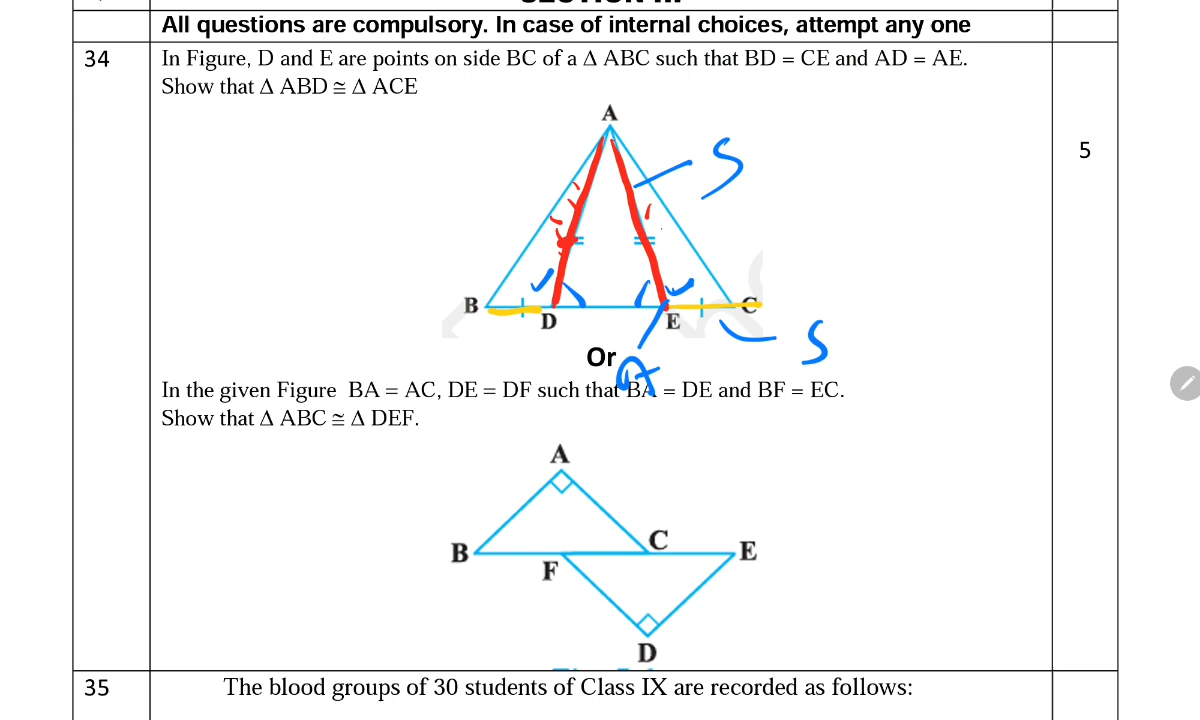 All questions are compulsory. In case of internal choices, attempt any one
34 In Figure, D and E are points on side BC of a Δ ABC such that BD = CE and AD = AE.
Show that Δ ABD ≅ Δ ACE
A
S
5
B
D
E
C
S
Or
A
In the given Figure BA = AC, DE = DF such that BA = DE and BF = EC.
Show that Δ ABC ≅ Δ DEF.
A
B
F
C
E
D
35 The blood groups of 30 students of Class IX are recorded as follows: